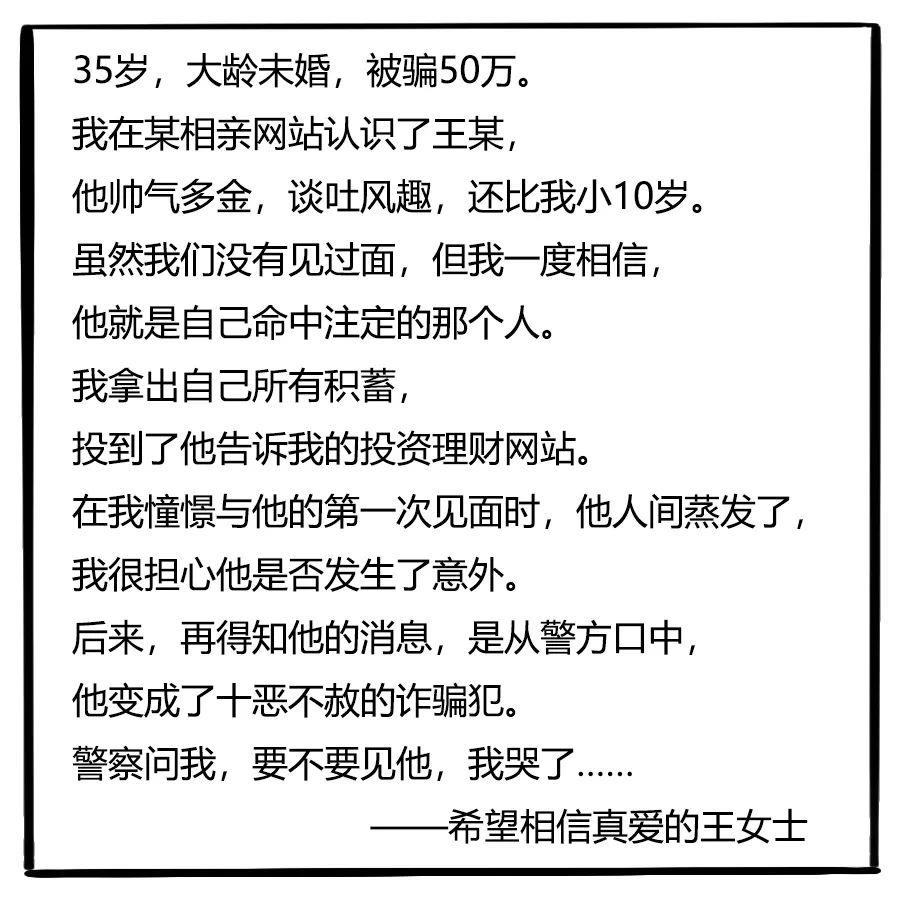 35岁，大龄未婚，被骗50万。
我在某相亲网站认识了王某，
他帅气多金，谈吐风趣，还比我小10岁。
虽然我们没有见过面，但我一度相信，
他就是自己命中注定的那个人。
我拿出自己所有积蓄，
投到了他告诉我的投资理财网站。
在我憧憬与他的第一次见面时，他人间蒸发了，
我很担心他是否发生了意外。
后来，再得知他的消息，是从警方口中，
他变成了十恶不赦的诈骗犯。
警察问我，要不要见他，我哭了……
——希望相信真爱的王女士